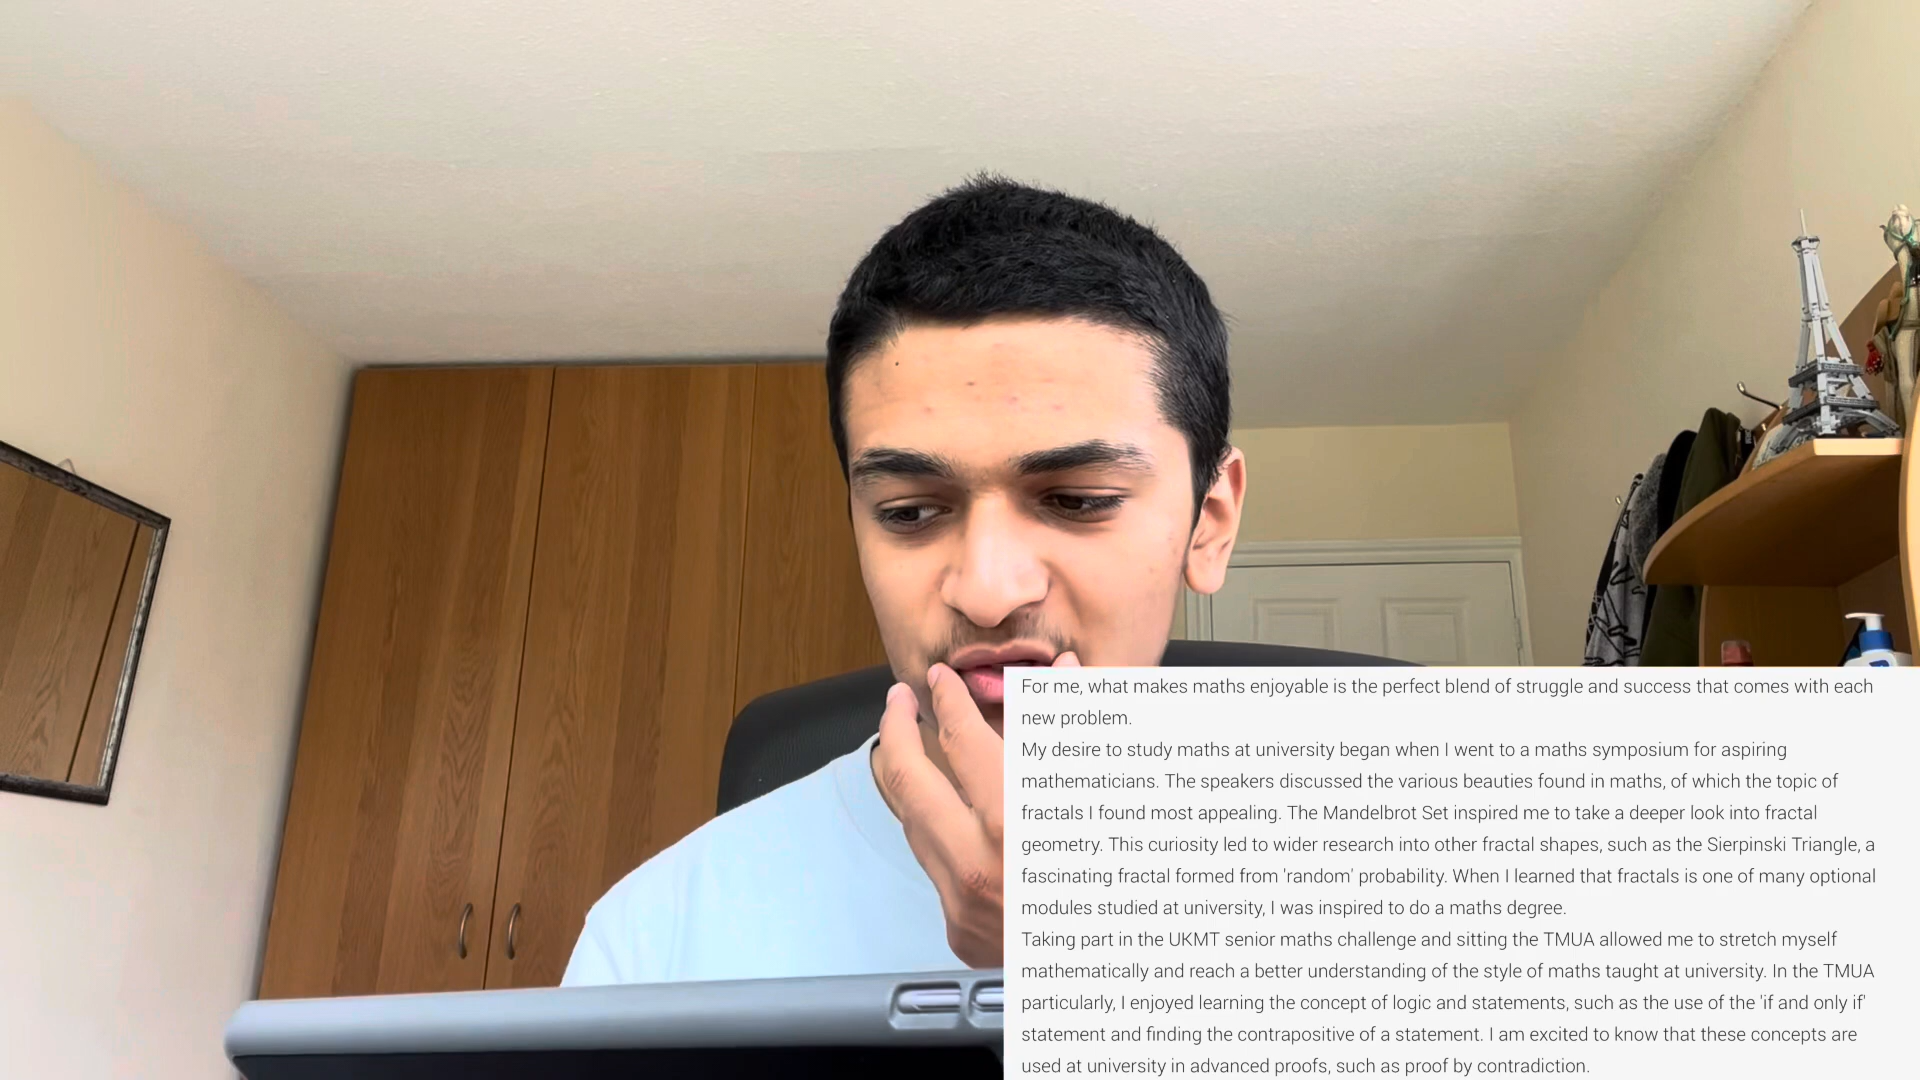 For me, what makes maths enjoyable is the perfect blend of struggle and success that comes with each
new problem.
My desire to study maths at university began when I went to a maths symposium for aspiring
mathematicians. The speakers discussed the various beauties found in maths, of which the topic of
fractals I found most appealing. The Mandelbrot Set inspired me to take a deeper look into fractal
geometry. This curiosity led to wider research into other fractal shapes, such as the Sierpinski Triangle, a
fascinating fractal formed from 'random' probability. When I learned that fractals is one of many optional
modules studied at university, I was inspired to do a maths degree.
Taking part in the UKMT senior maths challenge and sitting the TMUA allowed me to stretch myself
mathematically and reach a better understanding of the style of maths taught at university. In the TMUA
particularly, I enjoyed learning the concept of logic and statements, such as the use of the 'if and only if'
statement and finding the contrapositive of a statement. I am excited to know that these concepts are
used at university in advanced proofs, such as proof by contradiction.